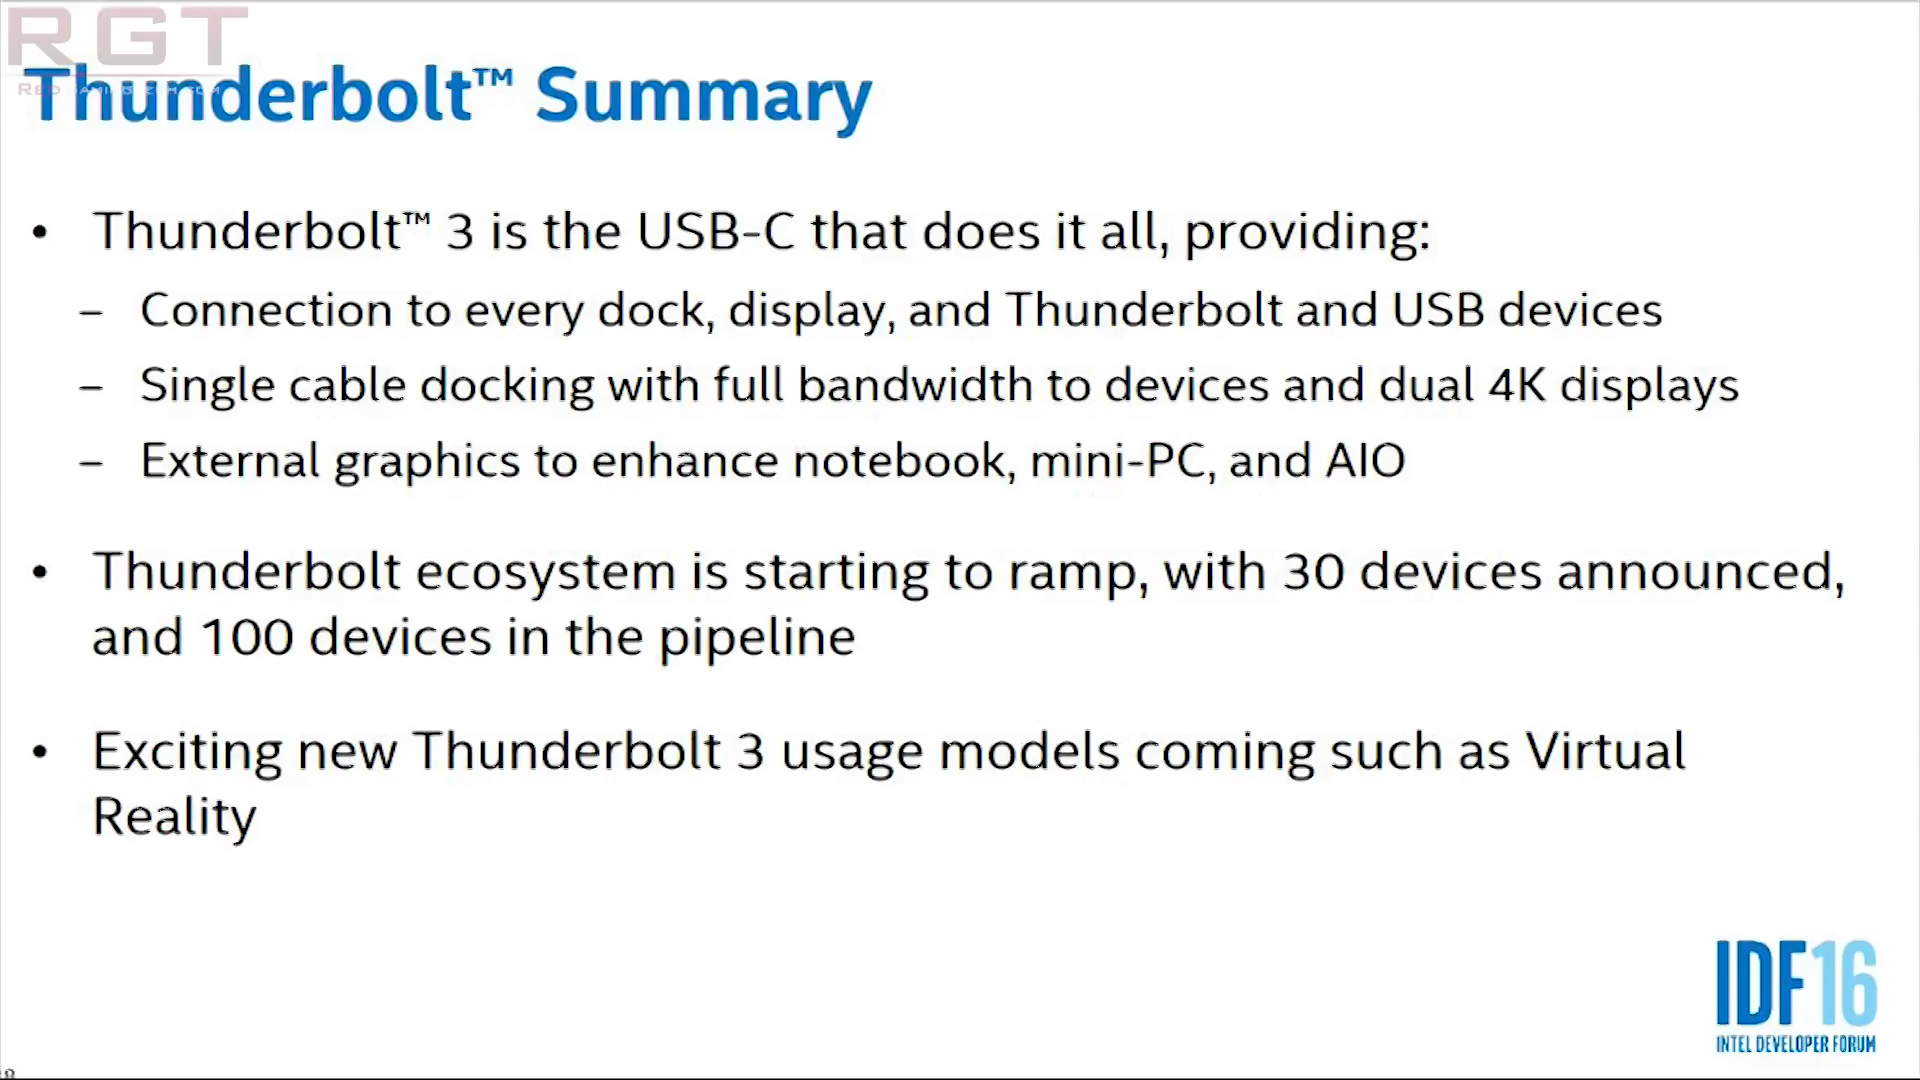 RGT
Thunderbolt™ Summary
• Thunderbolt™ 3 is the USB-C that does it all, providing:
– Connection to every dock, display, and Thunderbolt and USB devices
– Single cable docking with full bandwidth to devices and dual 4K displays
– External graphics to enhance notebook, mini-PC, and AIO
• Thunderbolt ecosystem is starting to ramp, with 30 devices announced,
and 100 devices in the pipeline
• Exciting new Thunderbolt 3 usage models coming such as Virtual
Reality
IDF16
INTEL DEVELOPER FORUM